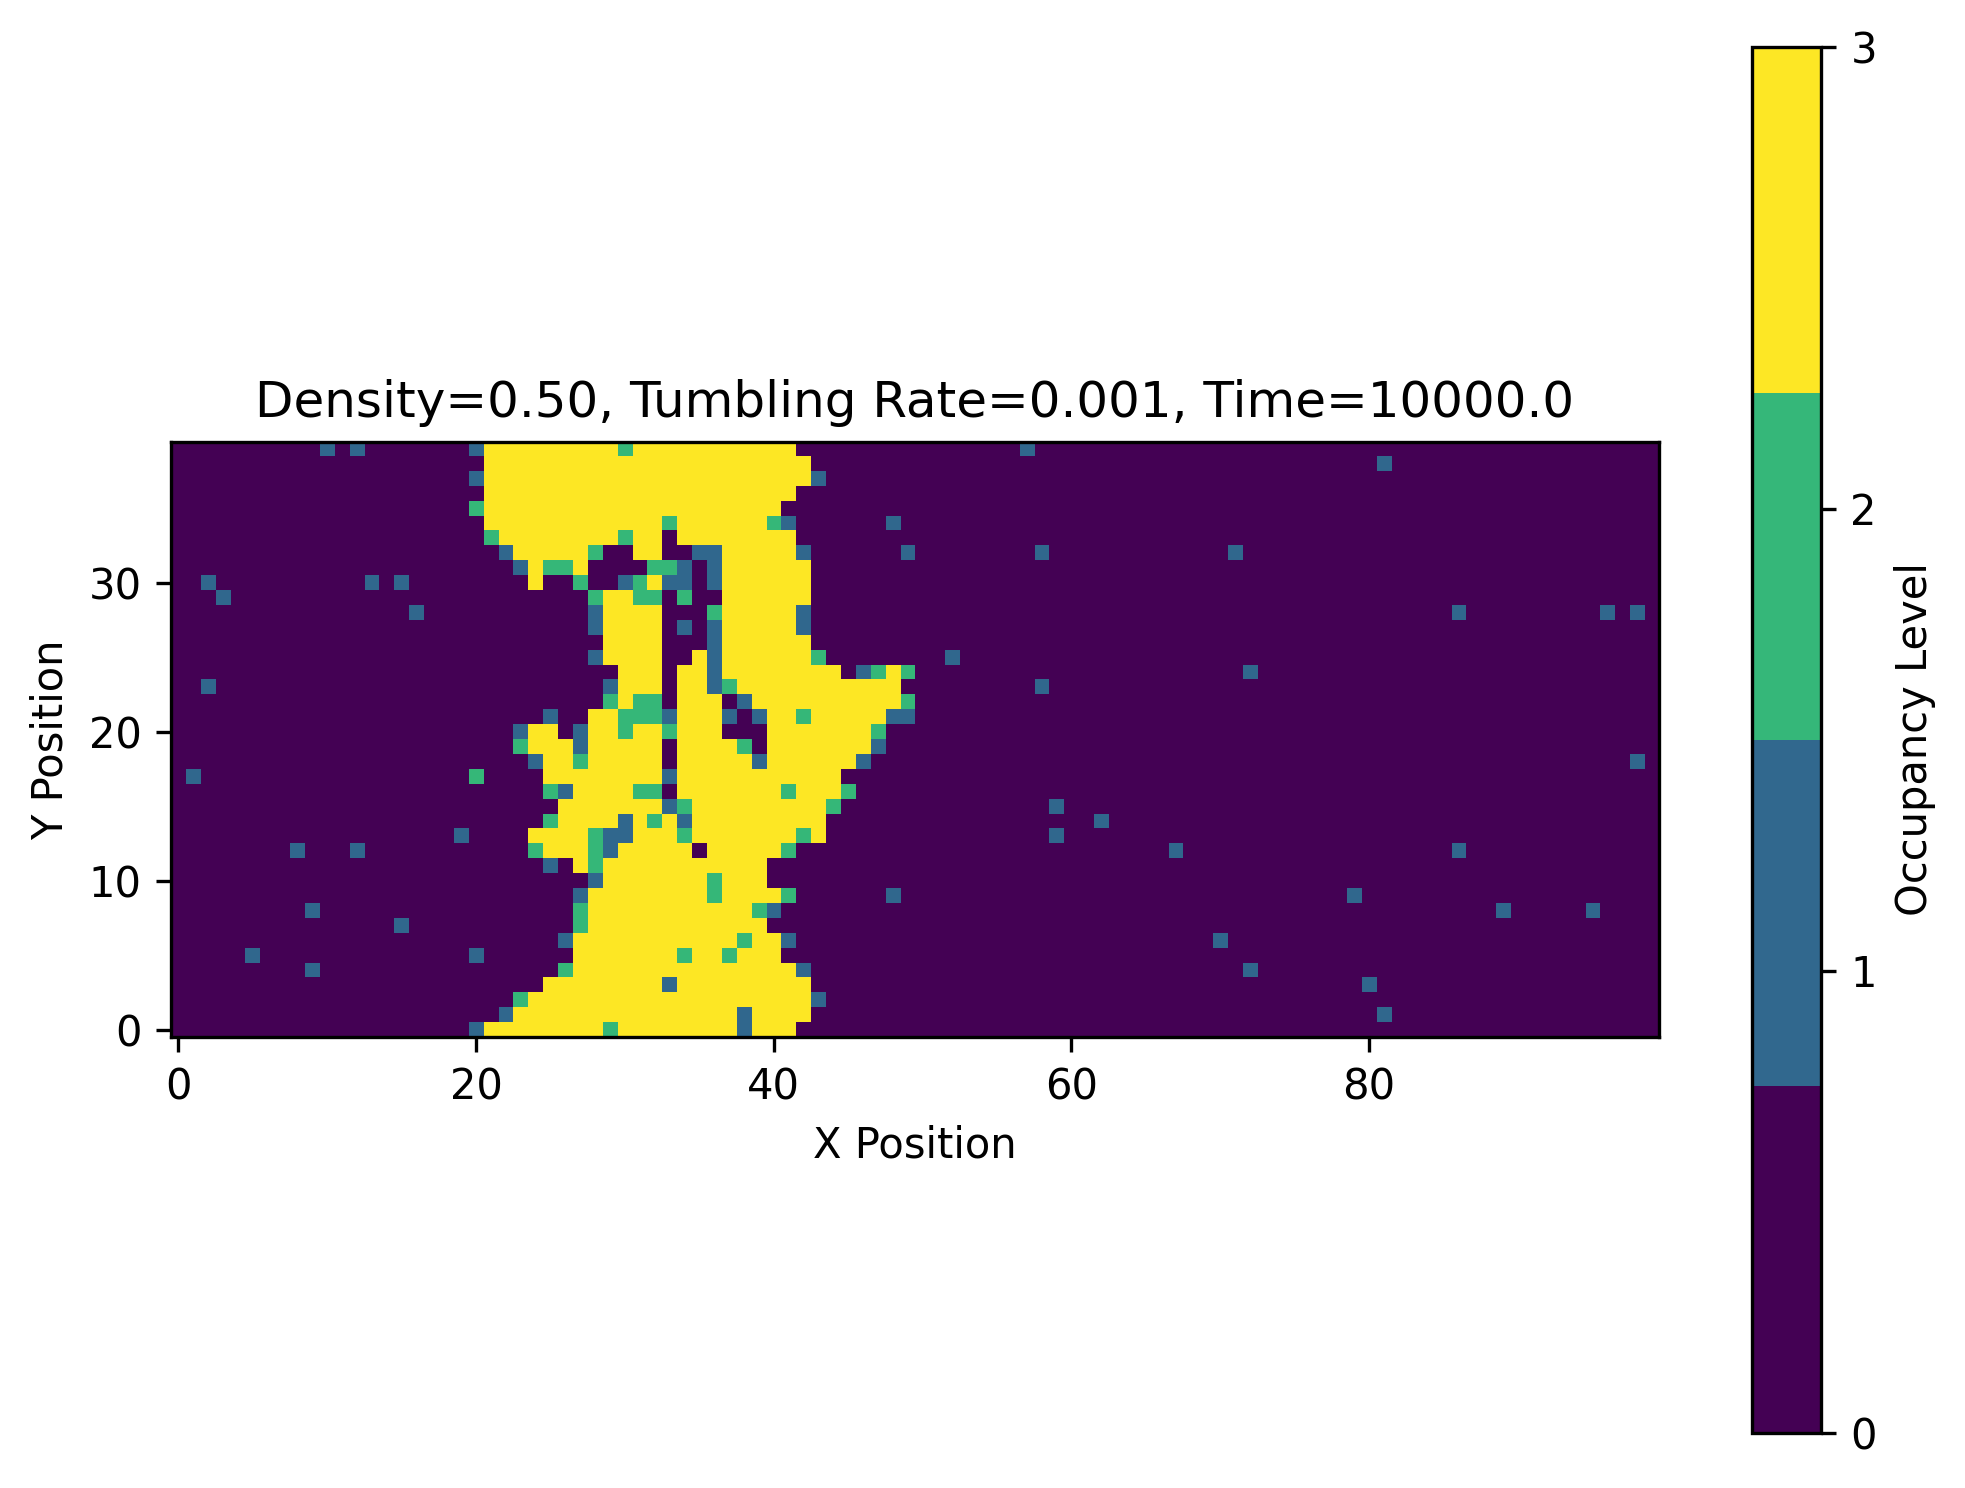 Density=0.50, Tumbling Rate=0.001, Time=10000.0
Y Position
30
20
10
0
0 20 40 60 80
X Position
3
2
1
0
Occupancy Level